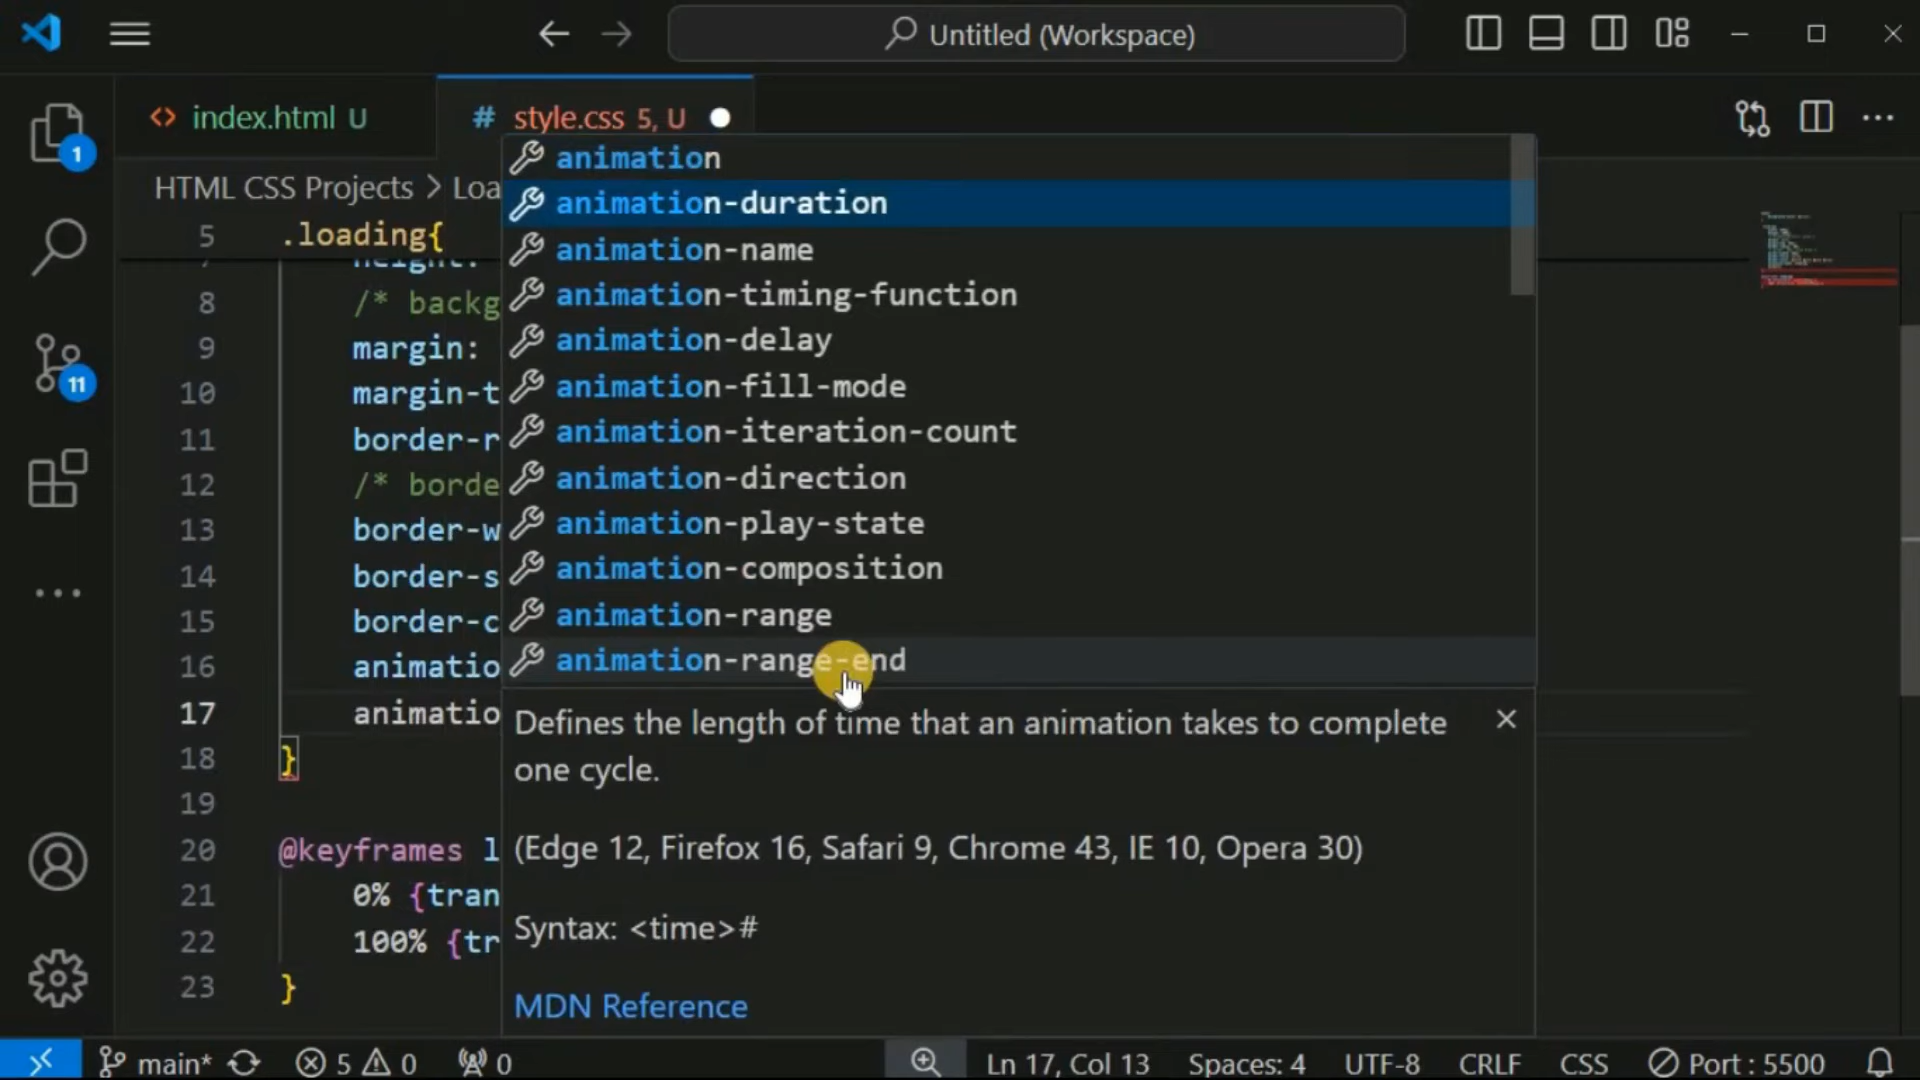 Untitled (Workspace)
index.html U
# style.css 5, U
1
HTML CSS Projects > Loa
5 .loading{
8 /* backg
9 margin:
10 margin-t
11 border-r
12 /* borde
13 border-w
14 border-s
15 border-c
16 animatio
17 animatio
18 }
19
20 @keyframes l
21 0% {tran
22 100% {tr
23 }
11
animation
animation-duration
animation-name
animation-timing-function
animation-delay
animation-fill-mode
animation-iteration-count
animation-direction
animation-play-state
animation-composition
animation-range
animation-range-end
Defines the length of time that an animation takes to complete
one cycle.
(Edge 12, Firefox 16, Safari 9, Chrome 43, IE 10, Opera 30)
Syntax: <time>#
MDN Reference
main* 5 0 0 Ln 17, Col 13 Spaces: 4 UTF-8 CRLF CSS Port : 5500